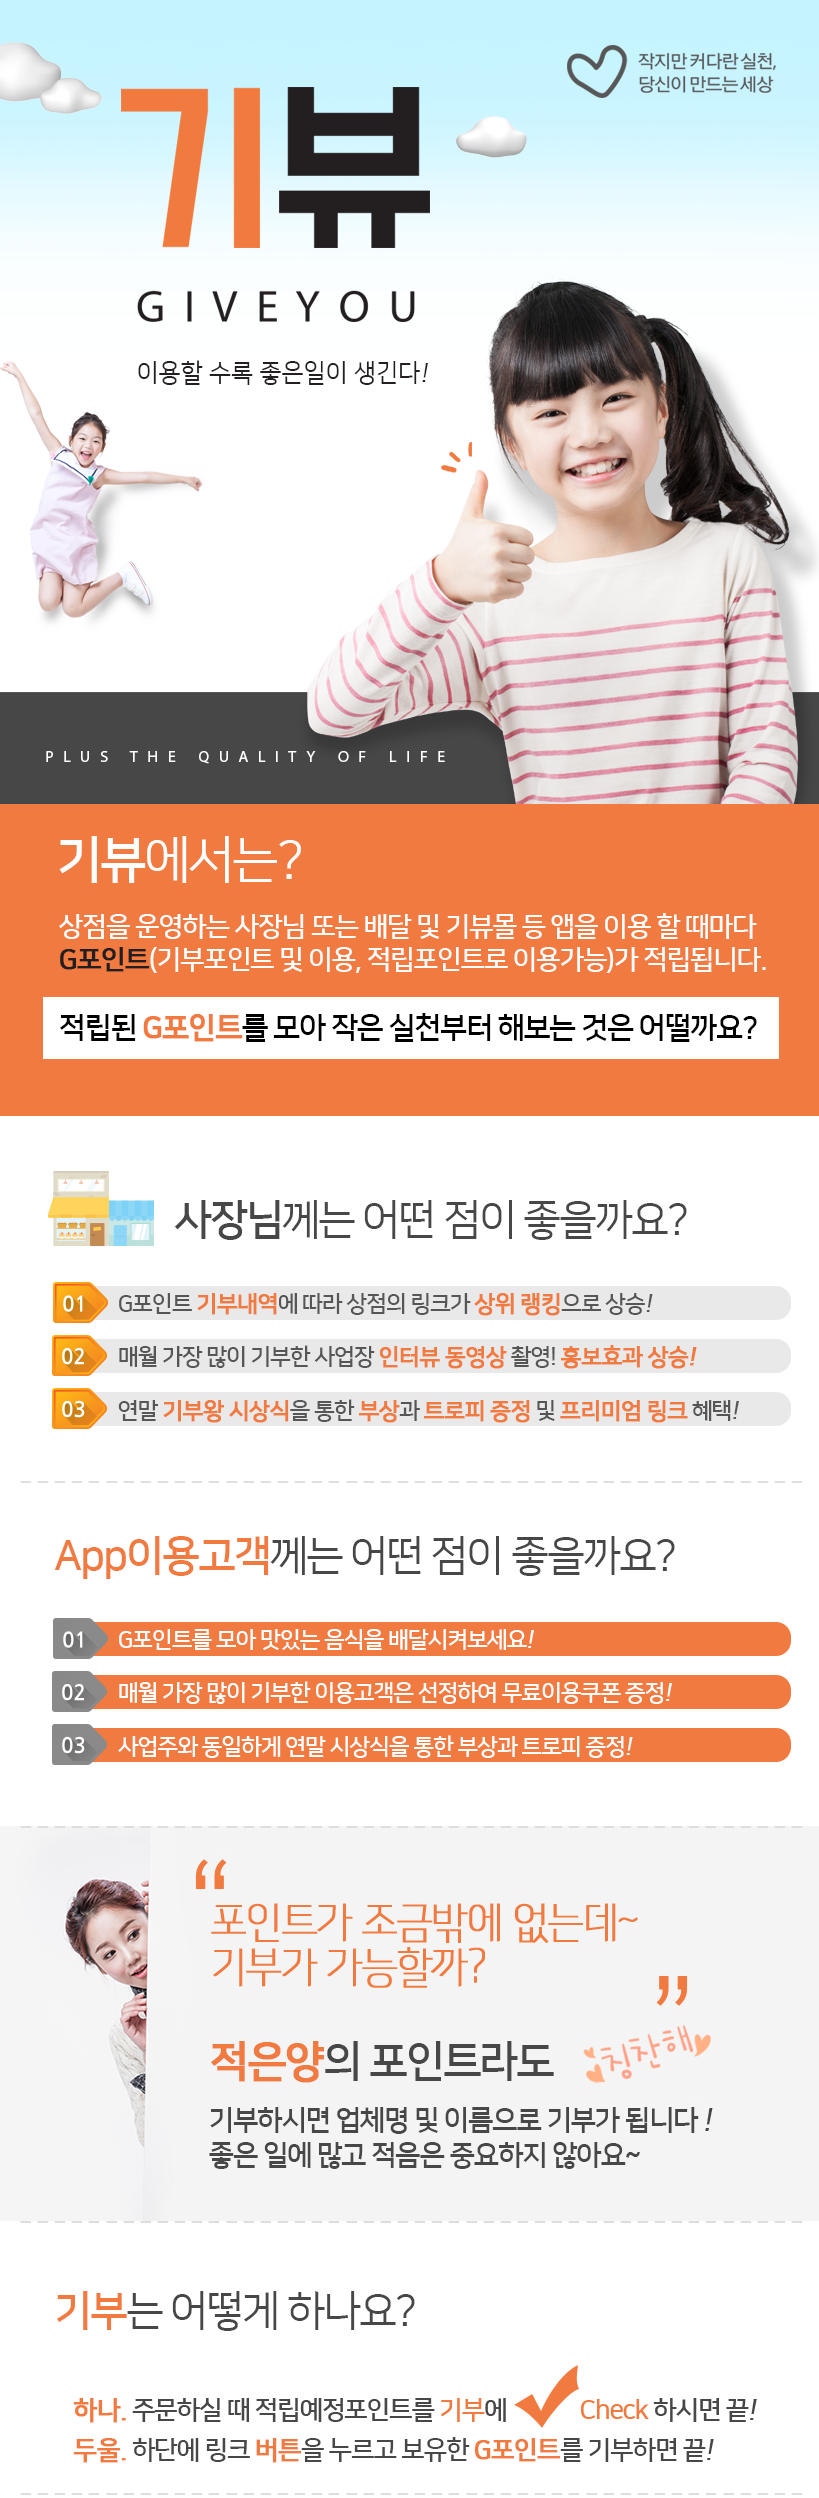 작지만 커다란 실천,
당신이 만드는 세상
기뷰
GIVEYOU
이용할 수록 좋은일이 생긴다!
PLUS THE QUALITY OF LIFE
기뷰에서는?
상점을 운영하는 사장님 또는 배달 및 기뷰몰 등 앱을 이용 할 때마다
G포인트(기부포인트 및 이용, 적립포인트로 이용가능)가 적립됩니다.
적립된 G포인트를 모아 작은 실천부터 해보는 것은 어떨까요?
사장님께는 어떤 점이 좋을까요?
01 G포인트 기부내역에 따라 상점의 링크가 상위 랭킹으로 상승!
02 매월 가장 많이 기부한 사업장 인터뷰 동영상 촬영! 홍보효과 상승!
03 연말 기부왕 시상식을 통한 부상과 트로피 증정 및 프리미엄 링크 혜택!
App이용고객께는 어떤 점이 좋을까요?
01 G포인트를 모아 맛있는 음식을 배달시켜보세요!
02 매월 가장 많이 기부한 이용고객은 선정하여 무료이용쿠폰 증정!
03 사업주와 동일하게 연말 시상식을 통한 부상과 트로피 증정!
“
포인트가 조금밖에 없는데~
기부가 가능할까?
”
적은양의 포인트라도 칭찬해
기부하시면 업체명 및 이름으로 기부가 됩니다 !
좋은 일에 많고 적음은 중요하지 않아요~
기부는 어떻게 하나요?
하나. 주문하실 때 적립예정포인트를 기부에 Check 하시면 끝!
두울. 하단에 링크 버튼을 누르고 보유한 G포인트를 기부하면 끝!